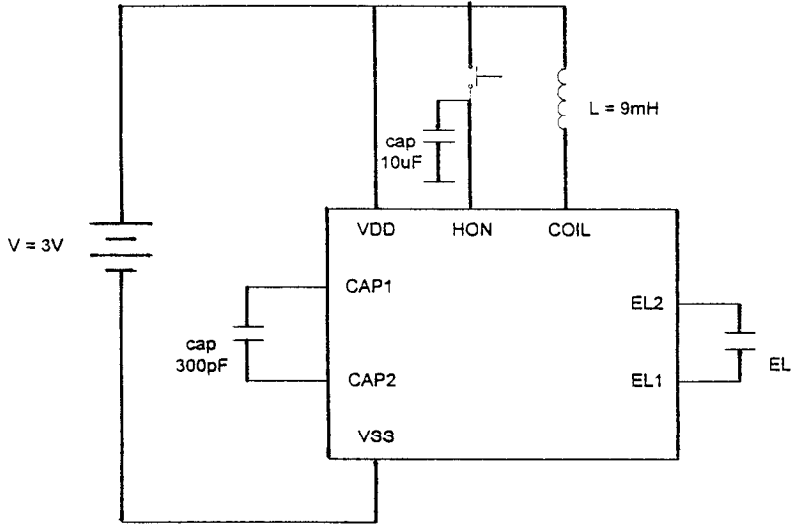 L = 9mH
cap
10uF
VDD HON COIL
V = 3V
CAP1
EL2
cap
300pF
EL
CAP2
EL1
VSS